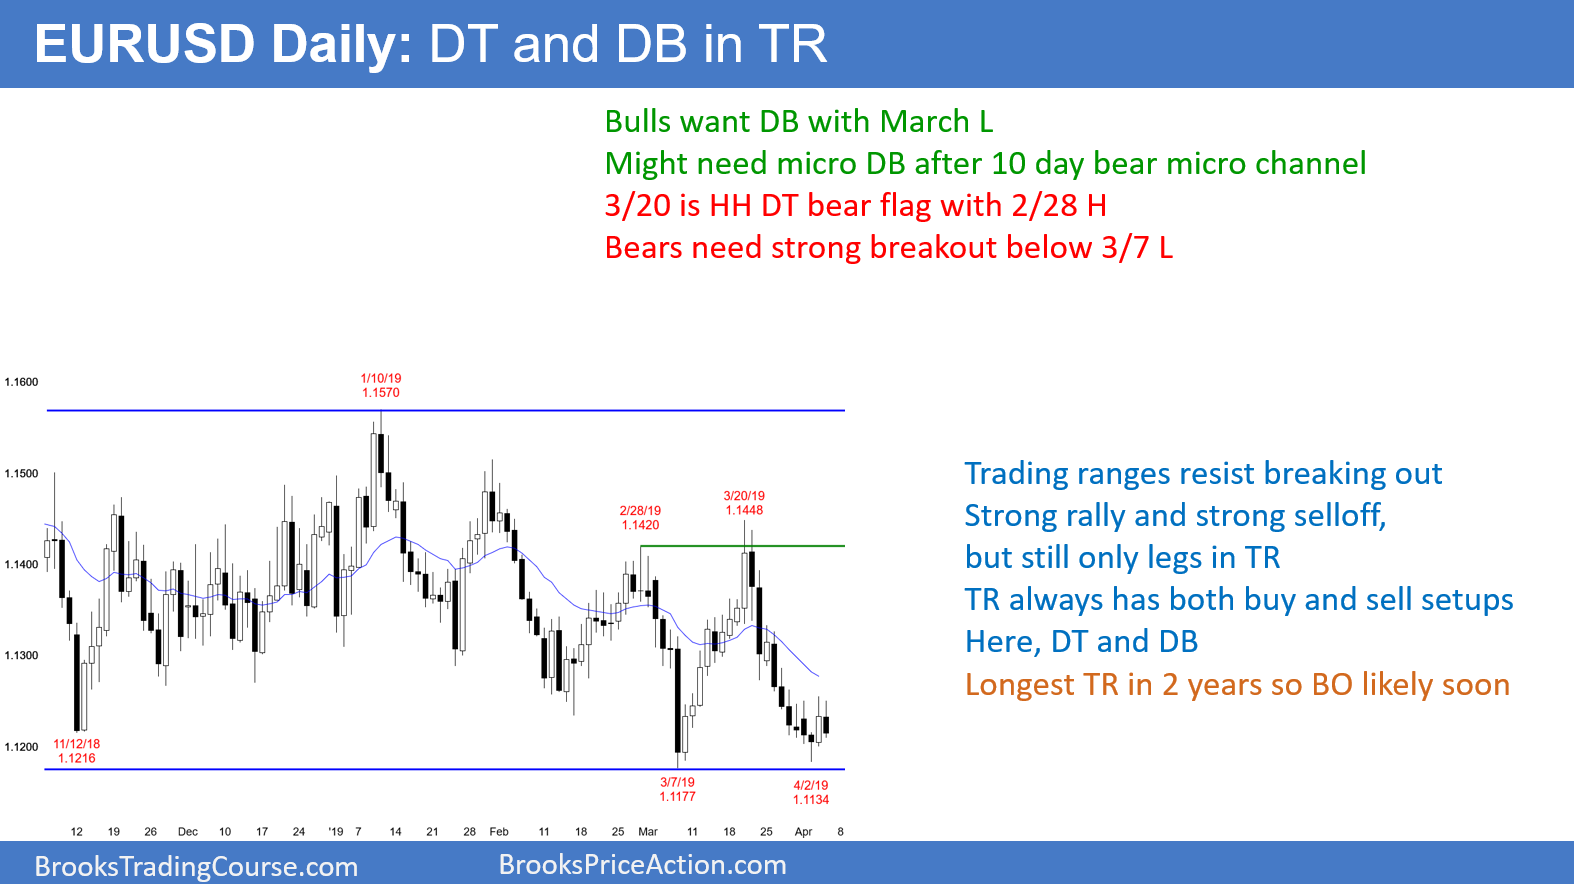 EURUSD Daily: DT and DB in TR
Bulls want DB with March L
Might need micro DB after 10 day bear micro channel
3/20 is HH DT bear flag with 2/28 H
Bears need strong breakout below 3/7 L
1.1600
1.1500
1.1400
1.1300
1.1200
1/10/19
1.1570
2/28/19
1.1420
3/20/19
1.1448
11/12/18
1.1216
3/7/19
1.1177
4/2/19
1.1134
12 19 26 Dec 10 17 24 '19 7 14 21 28 Feb 11 18 25 Mar 11 18 25 Apr 8
Trading ranges resist breaking out
Strong rally and strong selloff,
but still only legs in TR
TR always has both buy and sell setups
Here, DT and DB
Longest TR in 2 years so BO likely soon
BrooksTradingCourse.com
BrooksPriceAction.com